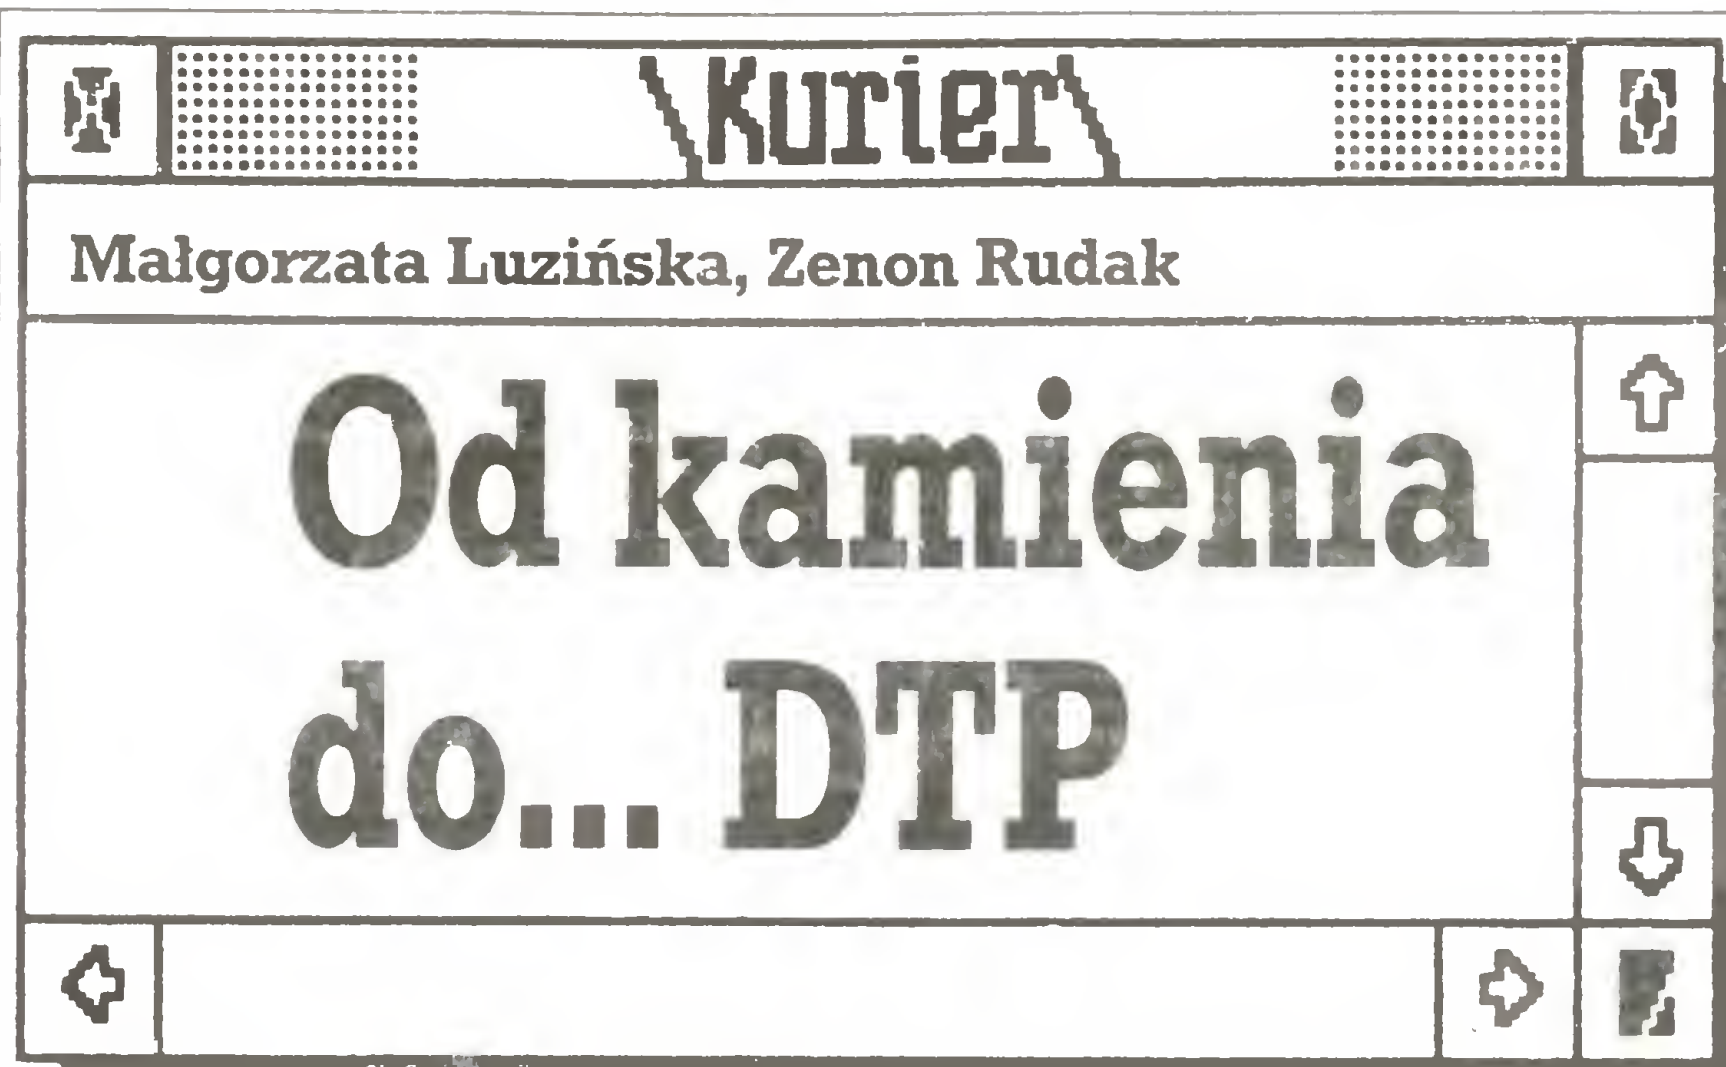 \Kurier\
Małgorzata Luzińska, Zenon Rudak
Od kamienia
do... DTP